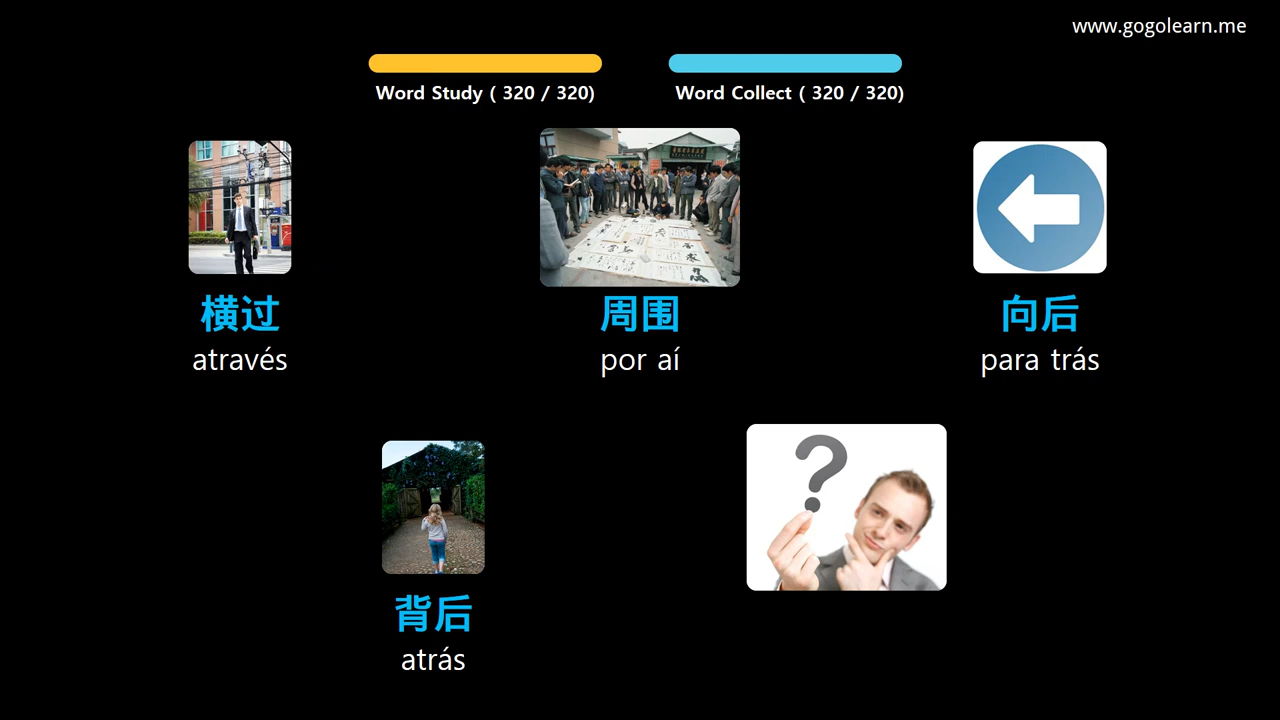 www.gogolearn.me
Word Study ( 320 / 320)
Word Collect ( 320 / 320)
横过
através
周围
por aí
向后
para trás
背后
atrás
?